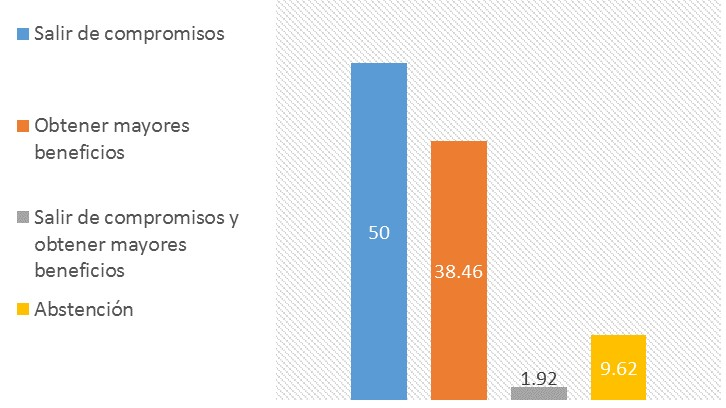 Salir de compromisos
Obtener mayores
beneficios
Salir de compromisos y
obtener mayores
beneficios
Abstención
50
38.46
1.92
9.62